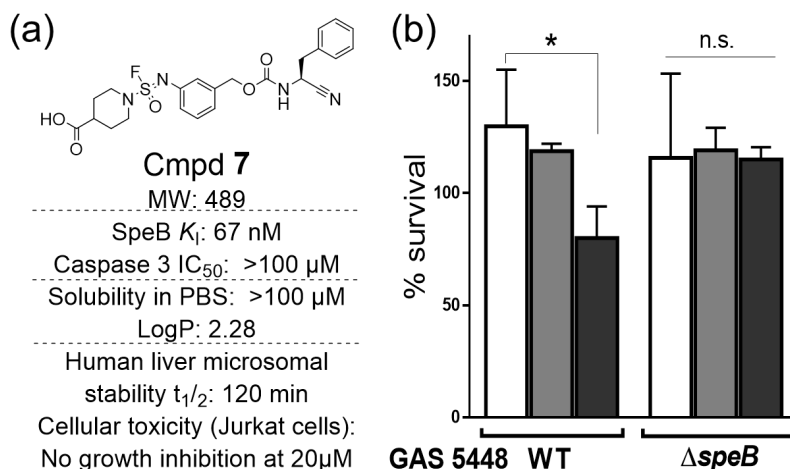 (a)
F
N
N
S
O
O
O
N
H
N
HO
O
Cmpd 7
MW: 489
SpeB K_I: 67 nM
Caspase 3 IC_50: >100 µM
Solubility in PBS: >100 µM
LogP: 2.28
Human liver microsomal
stability t_1/2: 120 min
Cellular toxicity (Jurkat cells):
No growth inhibition at 20µM
(b)
*
n.s.
% survival
150
100
50
0
GAS 5448 WT ΔspeB